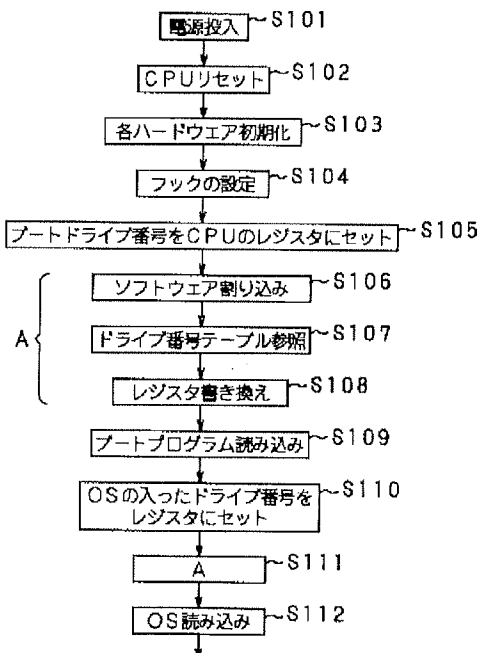 電源投入 S101
CPUリセット S102
各ハードウェア初期化 S103
フックの設定 S104
ブートドライブ番号をCPUのレジスタにセット S105
ソフトウェア割り込み S106
A
ドライブ番号テーブル参照 S107
レジスタ書き換え S108
ブートプログラム読み込み S109
OSの入ったドライブ番号を S110
レジスタにセット
A S111
OS読み込み S112